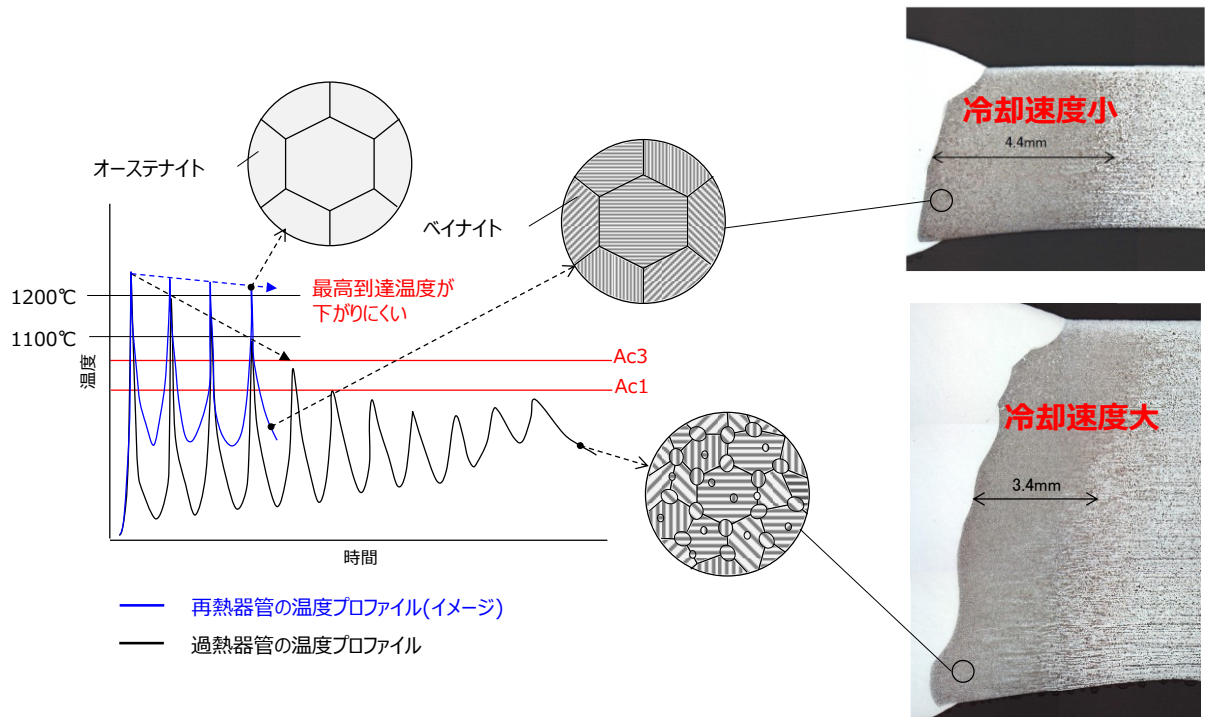 冷却速度小
4.4mm
オーステナイト
ベイナイト
最高到達温度が
下がりにくい
1200℃
1100℃
温度
Ac3
Ac1
冷却速度大
3.4mm
時間
再熱器管の温度プロファイル(イメージ)
過熱器管の温度プロファイル